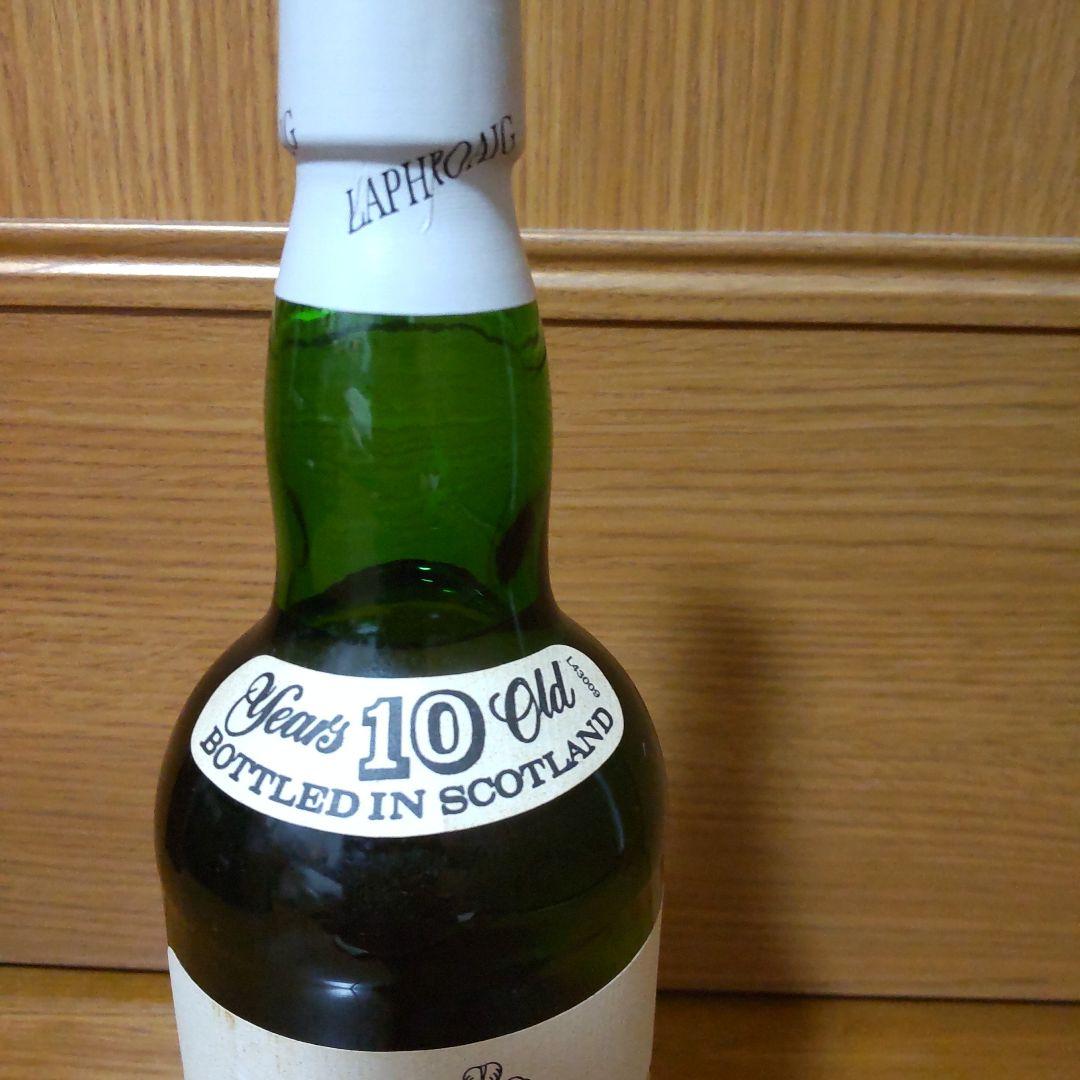 G
LAPHROAIG
Years 10 Old
L43009
BOTTLED IN SCOTLAND